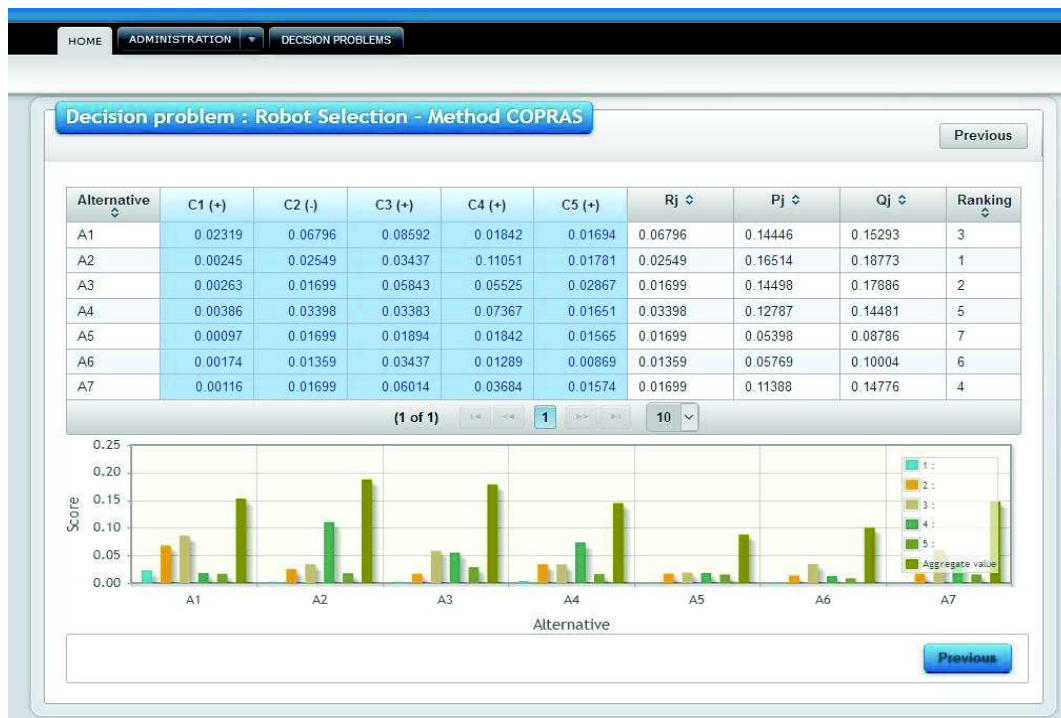 HOME ADMINISTRATION DECISION PROBLEMS
Decision problem : Robot Selection - Method COPRAS
Previous
Alternative C1 (+) C2 (-) C3 (+) C4 (+) C5 (+) Rj Pj Qj Ranking
A1 0.02319 0.06796 0.08592 0.01842 0.01694 0.06796 0.14446 0.15293 3
A2 0.00245 0.02549 0.03437 0.11051 0.01781 0.02549 0.16514 0.18773 1
A3 0.00263 0.01699 0.05843 0.05525 0.02867 0.01699 0.14498 0.17886 2
A4 0.00386 0.03398 0.03383 0.07367 0.01651 0.03398 0.12787 0.14481 5
A5 0.00097 0.01699 0.01894 0.01842 0.01565 0.01699 0.05398 0.08786 7
A6 0.00174 0.01359 0.03437 0.01289 0.00869 0.01359 0.05769 0.10004 6
A7 0.00116 0.01699 0.06014 0.03684 0.01574 0.01699 0.11388 0.14776 4
(1 of 1) 1 10
0.25
0.20
0.15
0.10
0.05
0.00
Score
1 :
2 :
3 :
4 :
5 :
Aggregate value
A1 A2 A3 A4 A5 A6 A7
Alternative
Previous